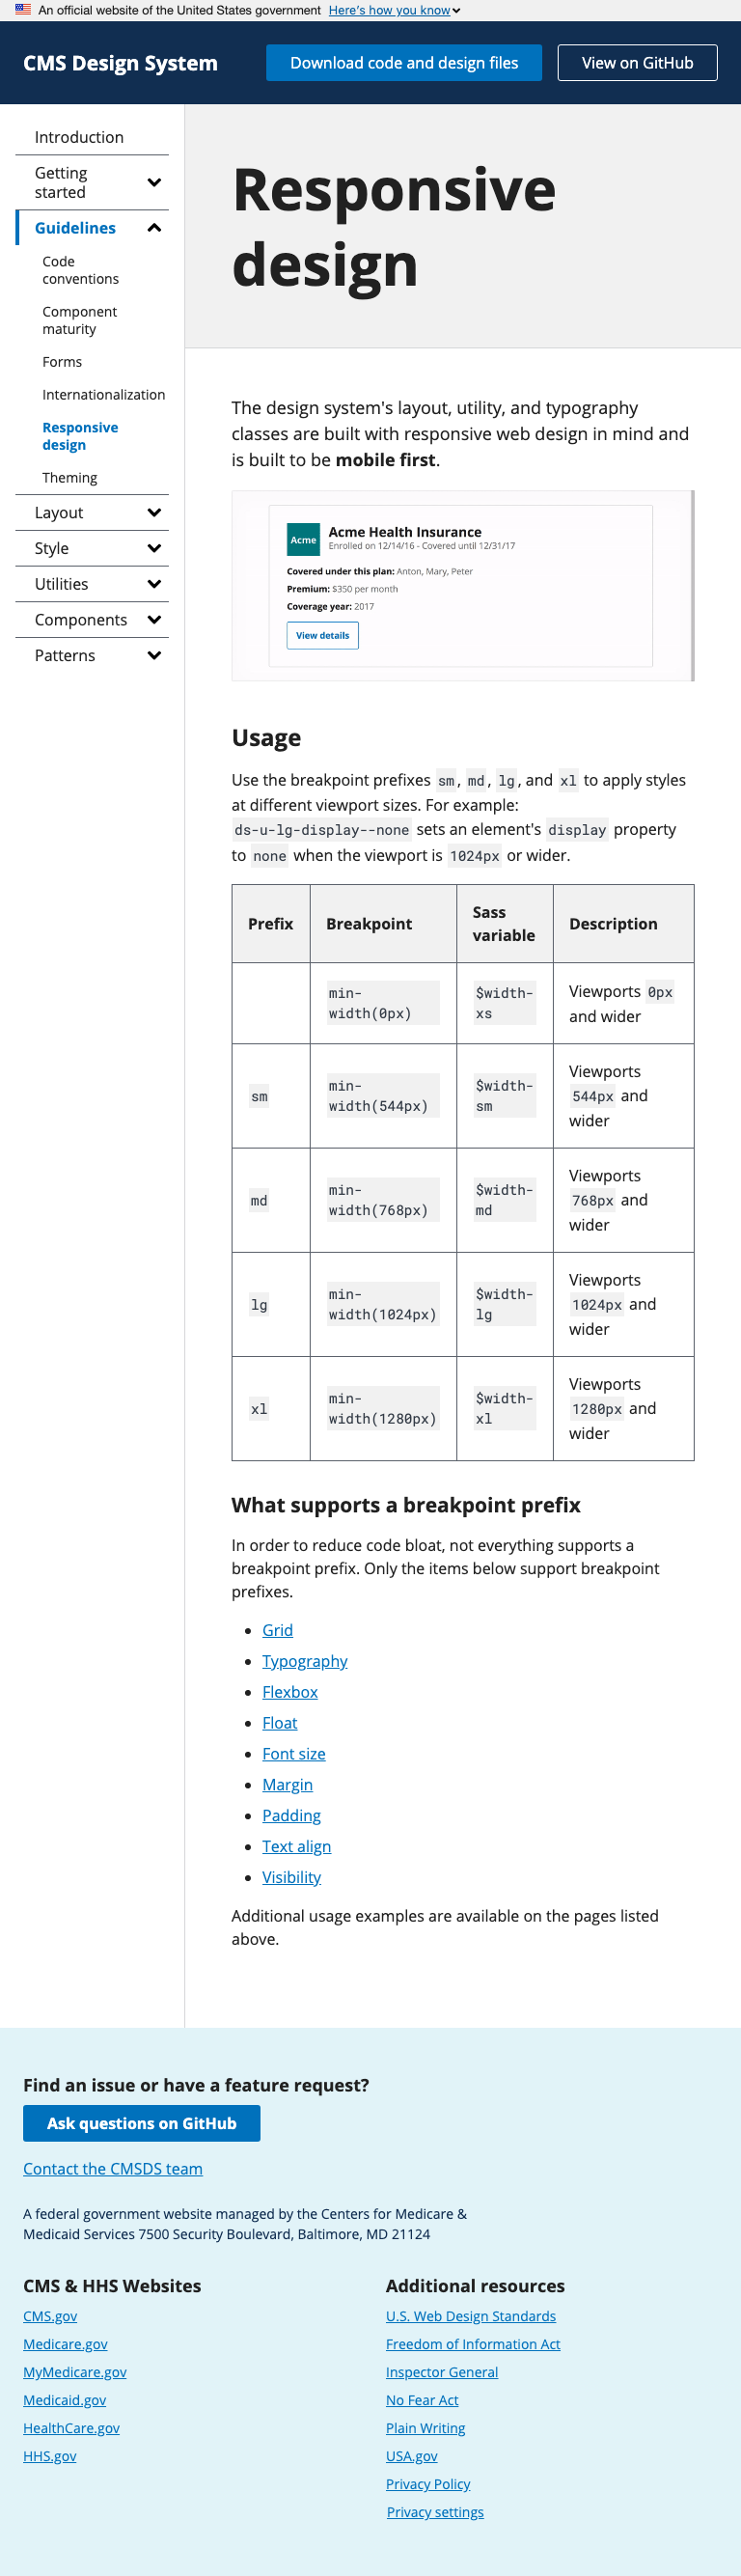 An official website of the United States government Here's how you know
CMS Design System
Download code and design files
View on GitHub
Introduction
Getting
started
Guidelines
Code
conventions
Component
maturity
Forms
Internationalization
Responsive
design
Theming
Layout
Style
Utilities
Components
Patterns
Responsive
design
The design system's layout, utility, and typography
classes are built with responsive web design in mind and
is built to be mobile first.
Acme
Acme Health Insurance
Enrolled on 12/14/16 - Covered until 12/31/17
Covered under this plan: Anton, Mary, Peter
Premium: $350 per month
Coverage year: 2017
View details
Usage
Use the breakpoint prefixes sm, md, lg, and xl to apply styles
at different viewport sizes. For example:
ds-u-lg-display--none sets an element's display property
to none when the viewport is 1024px or wider.
Prefix
Breakpoint
Sass
variable
Description
min-
width(0px)
$width-
xs
Viewports 0px
and wider
sm
min-
width(544px)
$width-
sm
Viewports
544px and
wider
md
min-
width(768px)
$width-
md
Viewports
768px and
wider
lg
min-
width(1024px)
$width-
lg
Viewports
1024px and
wider
xl
min-
width(1280px)
$width-
xl
Viewports
1280px and
wider
What supports a breakpoint prefix
In order to reduce code bloat, not everything supports a
breakpoint prefix. Only the items below support breakpoint
prefixes.
Grid
Typography
Flexbox
Float
Font size
Margin
Padding
Text align
Visibility
Additional usage examples are available on the pages listed
above.
Find an issue or have a feature request?
Ask questions on GitHub
Contact the CMSDS team
A federal government website managed by the Centers for Medicare &
Medicaid Services 7500 Security Boulevard, Baltimore, MD 21124
CMS & HHS Websites
CMS.gov
Medicare.gov
MyMedicare.gov
Medicaid.gov
HealthCare.gov
HHS.gov
Additional resources
U.S. Web Design Standards
Freedom of Information Act
Inspector General
No Fear Act
Plain Writing
USA.gov
Privacy Policy
Privacy settings